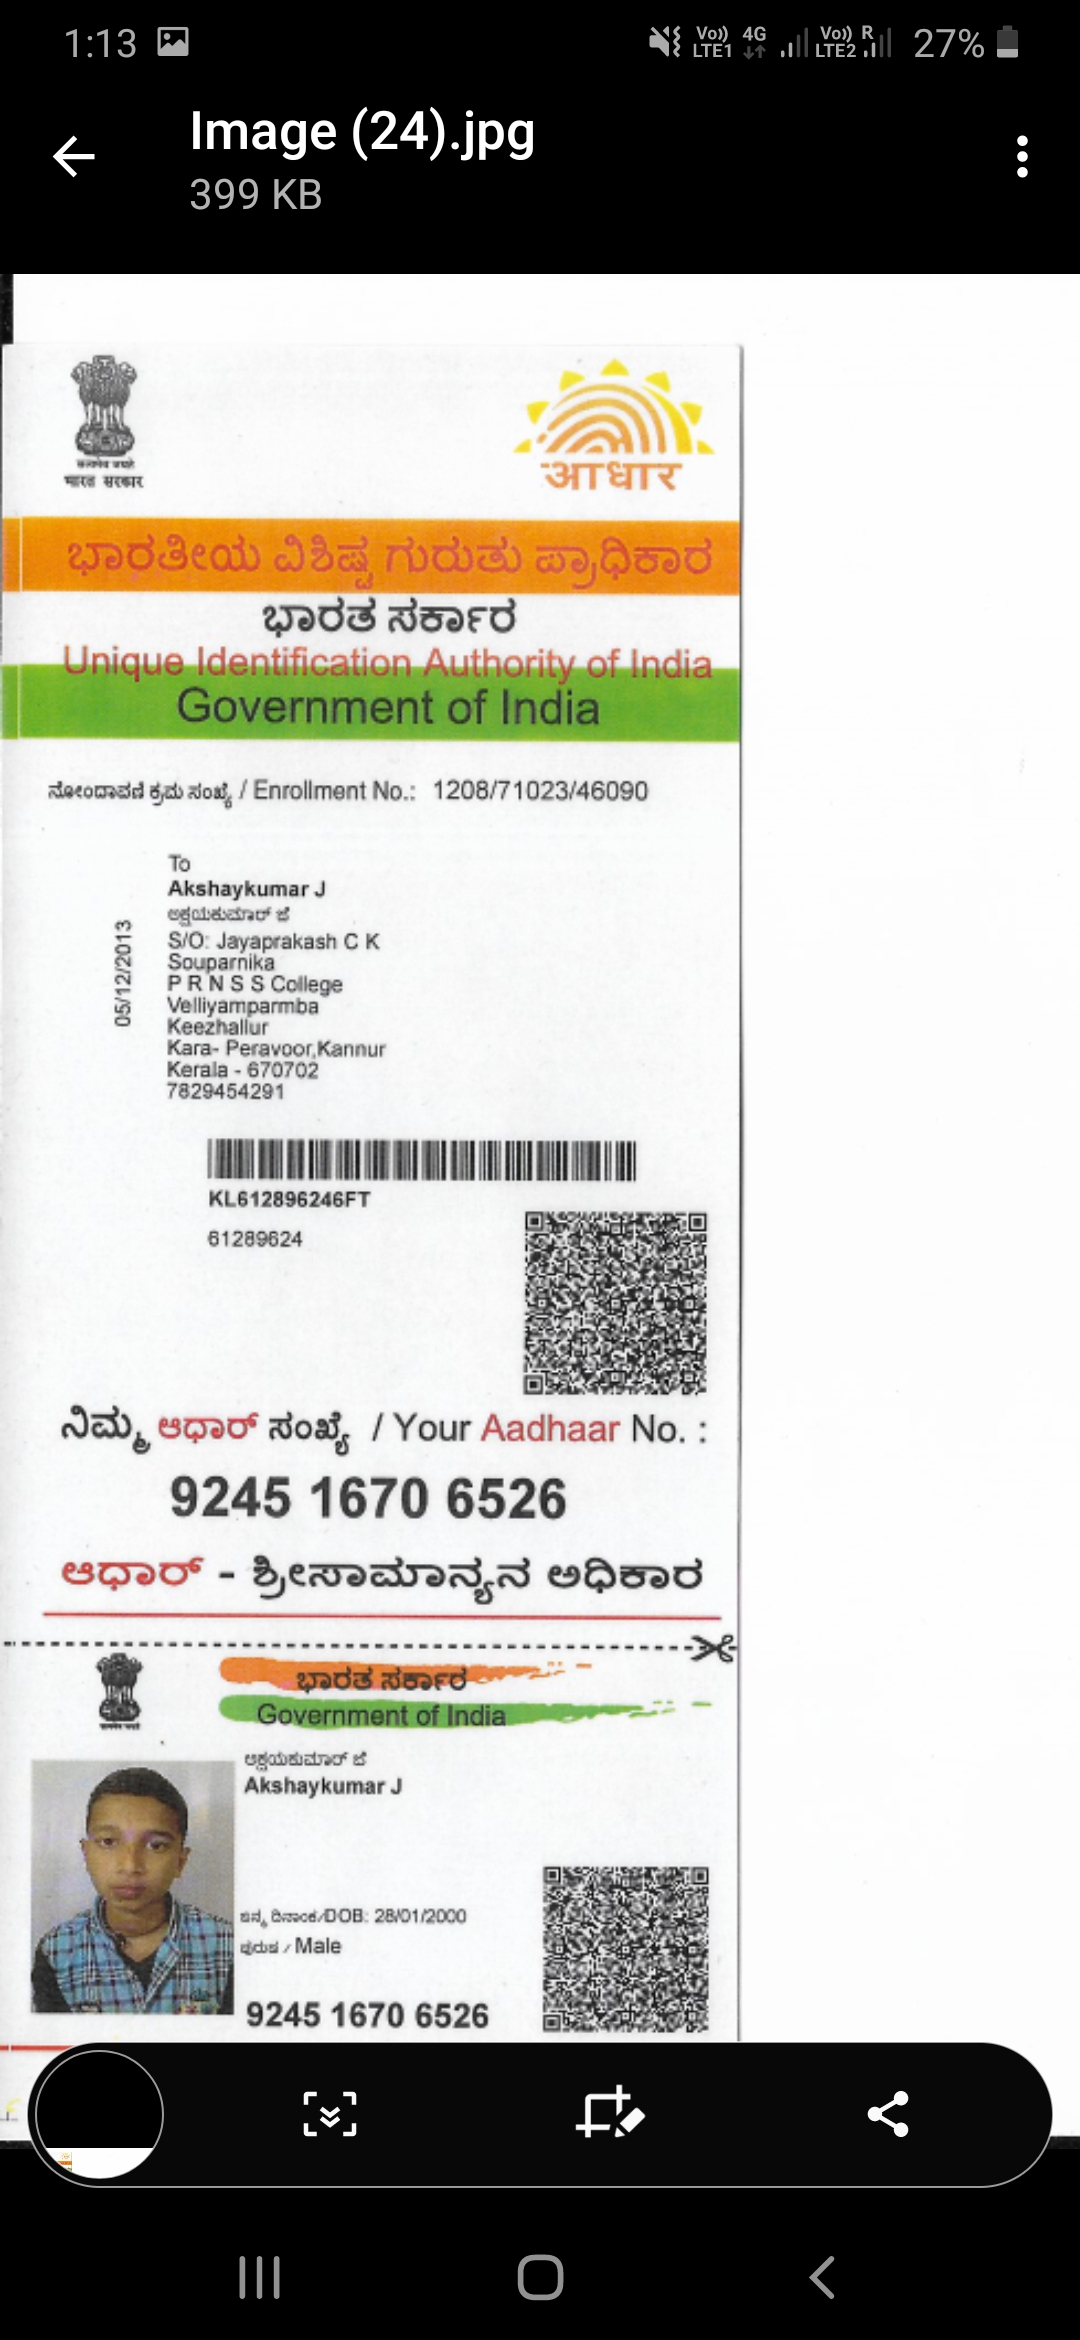 1:13
Vo)) LTE1 4G Vo)) LTE2 R 27%
Image (24).jpg
399 KB
सत्यमेव जयते
भारत सरकार
आधार
ಭಾರತೀಯ ವಿಶಿಷ್ಟ ಗುರುತು ಪ್ರಾಧಿಕಾರ
ಭಾರತ ಸರ್ಕಾರ
Unique Identification Authority of India
Government of India
ನೋಂದಾವಣಿ ಕ್ರಮ ಸಂಖ್ಯೆ / Enrollment No.: 1208/71023/46090
05/12/2013
To
Akshaykumar J
ಅಕ್ಷಯಕುಮಾರ್ ಜೆ
S/O: Jayaprakash C K
Souparnika
P R N S S College
Velliyamparmba
Keezhallur
Kara- Peravoor,Kannur
Kerala - 670702
7829454291
KL612896246FT
61289624
ನಿಮ್ಮ ಆಧಾರ್ ಸಂಖ್ಯೆ / Your Aadhaar No. :
9245 1670 6526
ಆಧಾರ್ - ಶ್ರೀಸಾಮಾನ್ಯನ ಅಧಿಕಾರ
ಭಾರತ ಸರ್ಕಾರ
Government of India
ಅಕ್ಷಯಕುಮಾರ್ ಜೆ
Akshaykumar J
ಜನ್ಮ ದಿನಾಂಕ/DOB: 28/01/2000
ಪುರುಷ / Male
9245 1670 6526